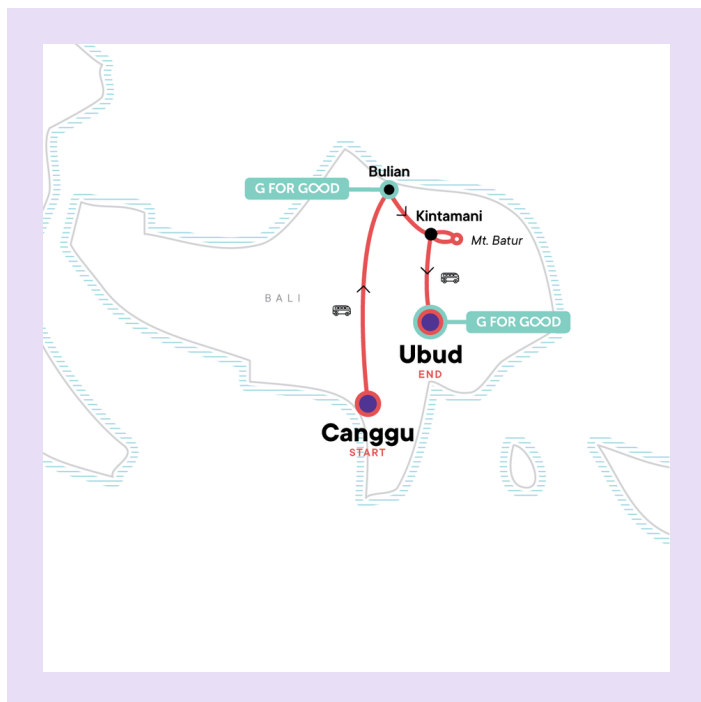 Bulian
G FOR GOOD
Kintamani
Mt. Batur
BALI
G FOR GOOD
Ubud
END
Canggu
START